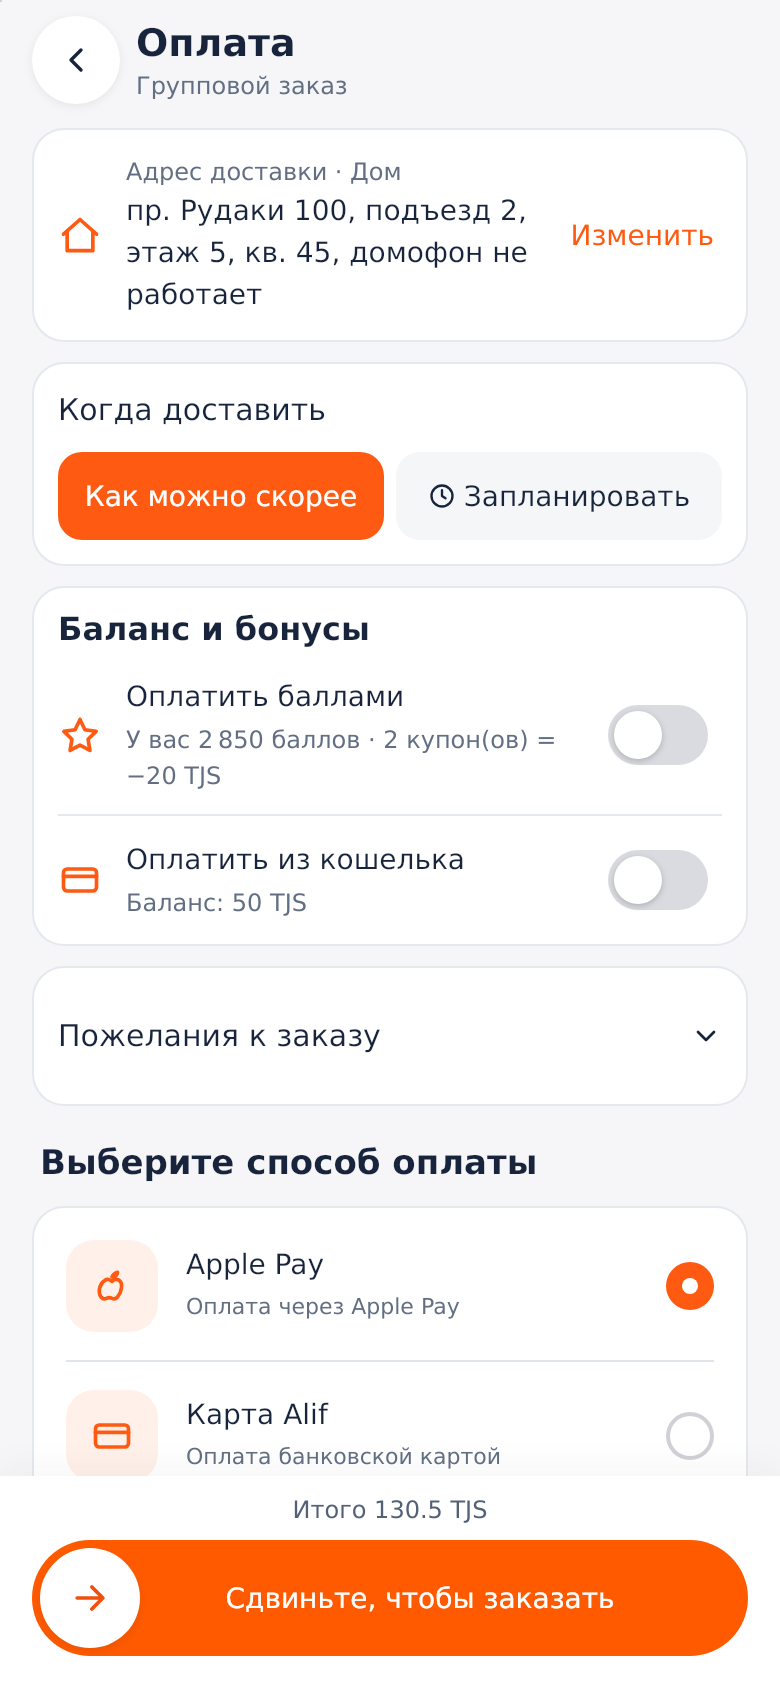 Оплата
Групповой заказ
Адрес доставки · Дом
пр. Рудаки 100, подъезд 2,
этаж 5, кв. 45, домофон не
работает
Изменить
Когда доставить
Как можно скорее
Запланировать
Баланс и бонусы
Оплатить баллами
У вас 2 850 баллов · 2 купон(ов) =
−20 TJS
Оплатить из кошелька
Баланс: 50 TJS
Пожелания к заказу
Выберите способ оплаты
Apple Pay
Оплата через Apple Pay
Карта Alif
Оплата банковской картой
Итого 130.5 TJS
Сдвиньте, чтобы заказать